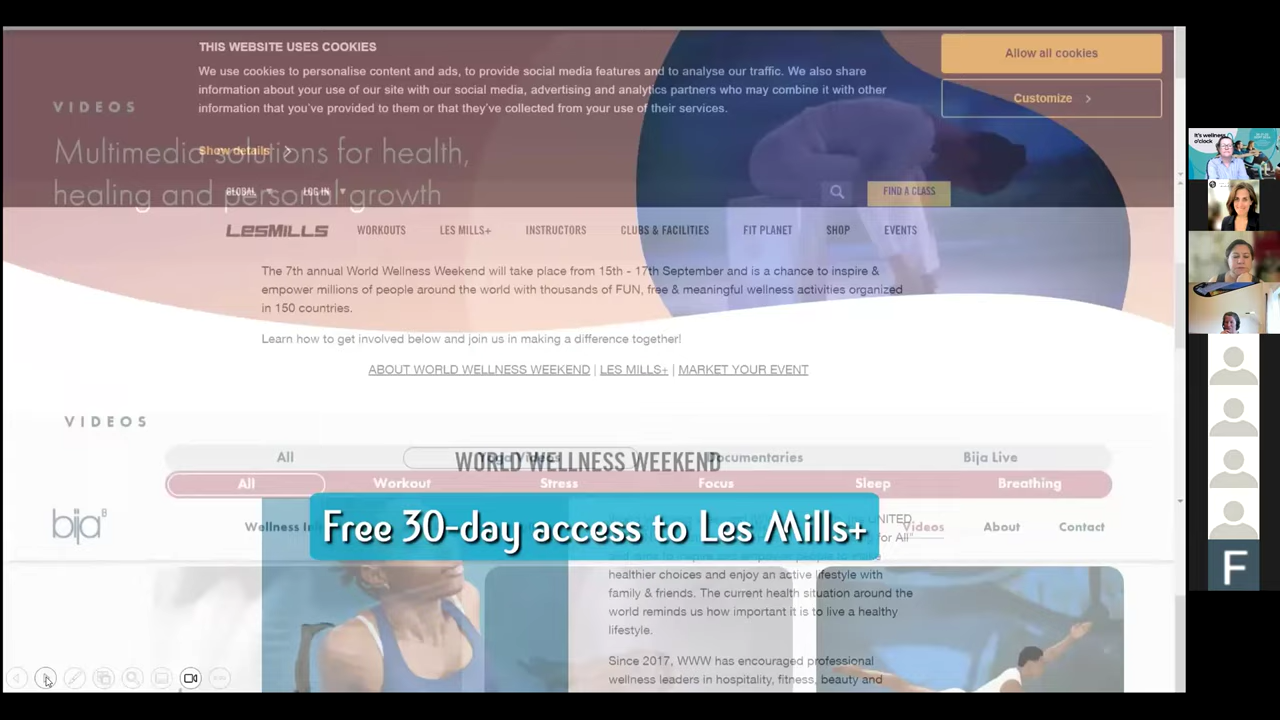 THIS WEBSITE USES COOKIES
We use cookies to personalise content and ads, to provide social media features and to analyse our traffic. We also share
information about your use of our site with our social media, advertising and analytics partners who may combine it with other
information that you've provided to them or that they've collected from your use of their services.
Show details
Allow all cookies
Customize
VIDEOS
Multimedia solutions for health,
healing and personal growth
GLOBAL
LOG IN
FIND A CLASS
LESMILLS
WORKOUTS
LES MILLS+
INSTRUCTORS
CLUBS & FACILITIES
FIT PLANET
SHOP
EVENTS
The 7th annual World Wellness Weekend will take place from 15th - 17th September and is a chance to inspire &
empower millions of people around the world with thousands of FUN, free & meaningful wellness activities organized
in 150 countries.
Learn how to get involved below and join us in making a difference together!
ABOUT WORLD WELLNESS WEEKEND | LES MILLS+ | MARKET YOUR EVENT
VIDEOS
All
Yoga Videos
Documentaries
Bija Live
WORLD WELLNESS WEEKEND
All
Workout
Stress
Focus
Sleep
Breathing
bija
Wellness
Videos
About
Contact
Free 30-day access to Les Mills+
UNITED,
for All"
healthier choices and enjoy an active lifestyle with
family & friends. The current health situation around the
world reminds us how important it is to live a healthy
lifestyle.
Since 2017, WWW has encouraged professional
wellness leaders in hospitality, fitness, beauty and
It's wellness
o'clock
F